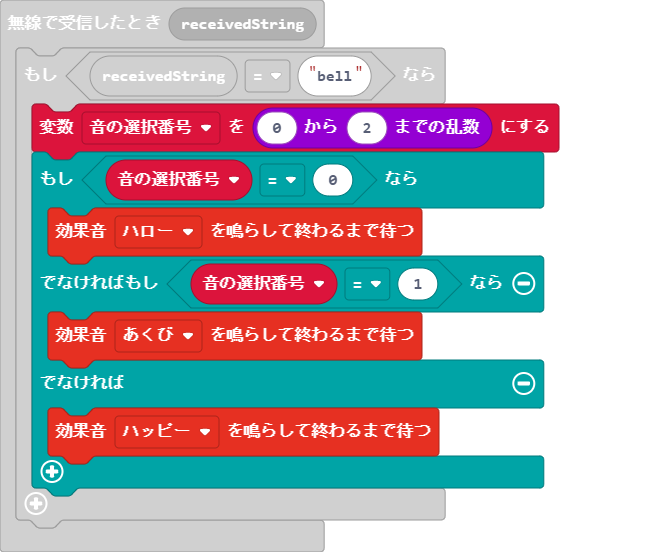 無線で受信したとき receivedString
もし receivedString = "bell" なら
変数 音の選択番号 を 0 から 2 までの乱数 にする
もし 音の選択番号 = 0 なら
効果音 ハロー を鳴らして終わるまで待つ
でなければもし 音の選択番号 = 1 なら
効果音 あくび を鳴らして終わるまで待つ
でなければ
効果音 ハッピー を鳴らして終わるまで待つ